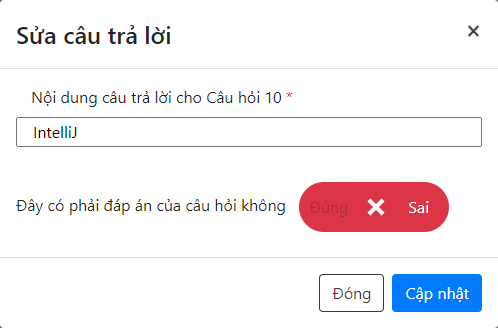 Sửa câu trả lời ×
Nội dung câu trả lời cho Câu hỏi 10 *
IntelliJ
Đây có phải đáp án của câu hỏi không Đúng Sai
Đóng Cập nhật